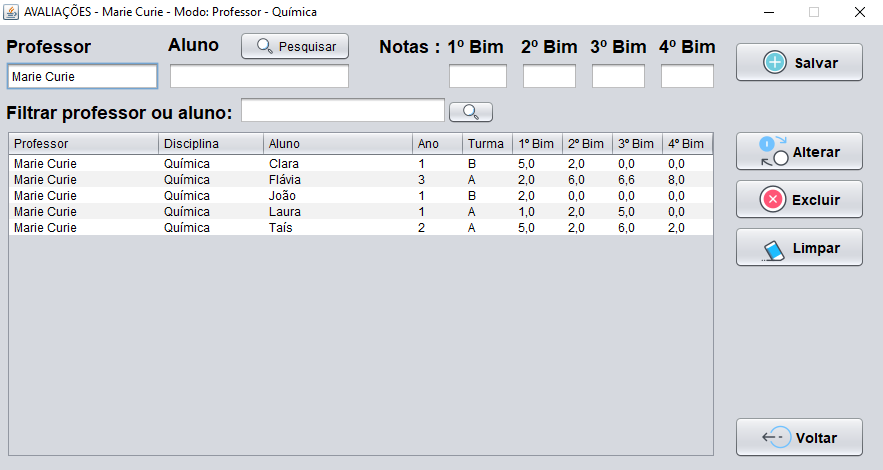 AVALIAÇÕES - Marie Curie - Modo: Professor - Química
Professor Aluno Pesquisar Notas : 1º Bim 2º Bim 3º Bim 4º Bim
Marie Curie
Salvar
Filtrar professor ou aluno:
Professor Disciplina Aluno Ano Turma 1º Bim 2º Bim 3º Bim 4º Bim
Marie Curie Química Clara 1 B 5,0 2,0 0,0 0,0
Marie Curie Química Flávia 3 A 2,0 6,0 6,6 8,0
Marie Curie Química João 1 B 2,0 0,0 0,0 0,0
Marie Curie Química Laura 1 A 1,0 2,0 5,0 0,0
Marie Curie Química Taís 2 A 5,0 2,0 6,0 2,0
Alterar
Excluir
Limpar
Voltar